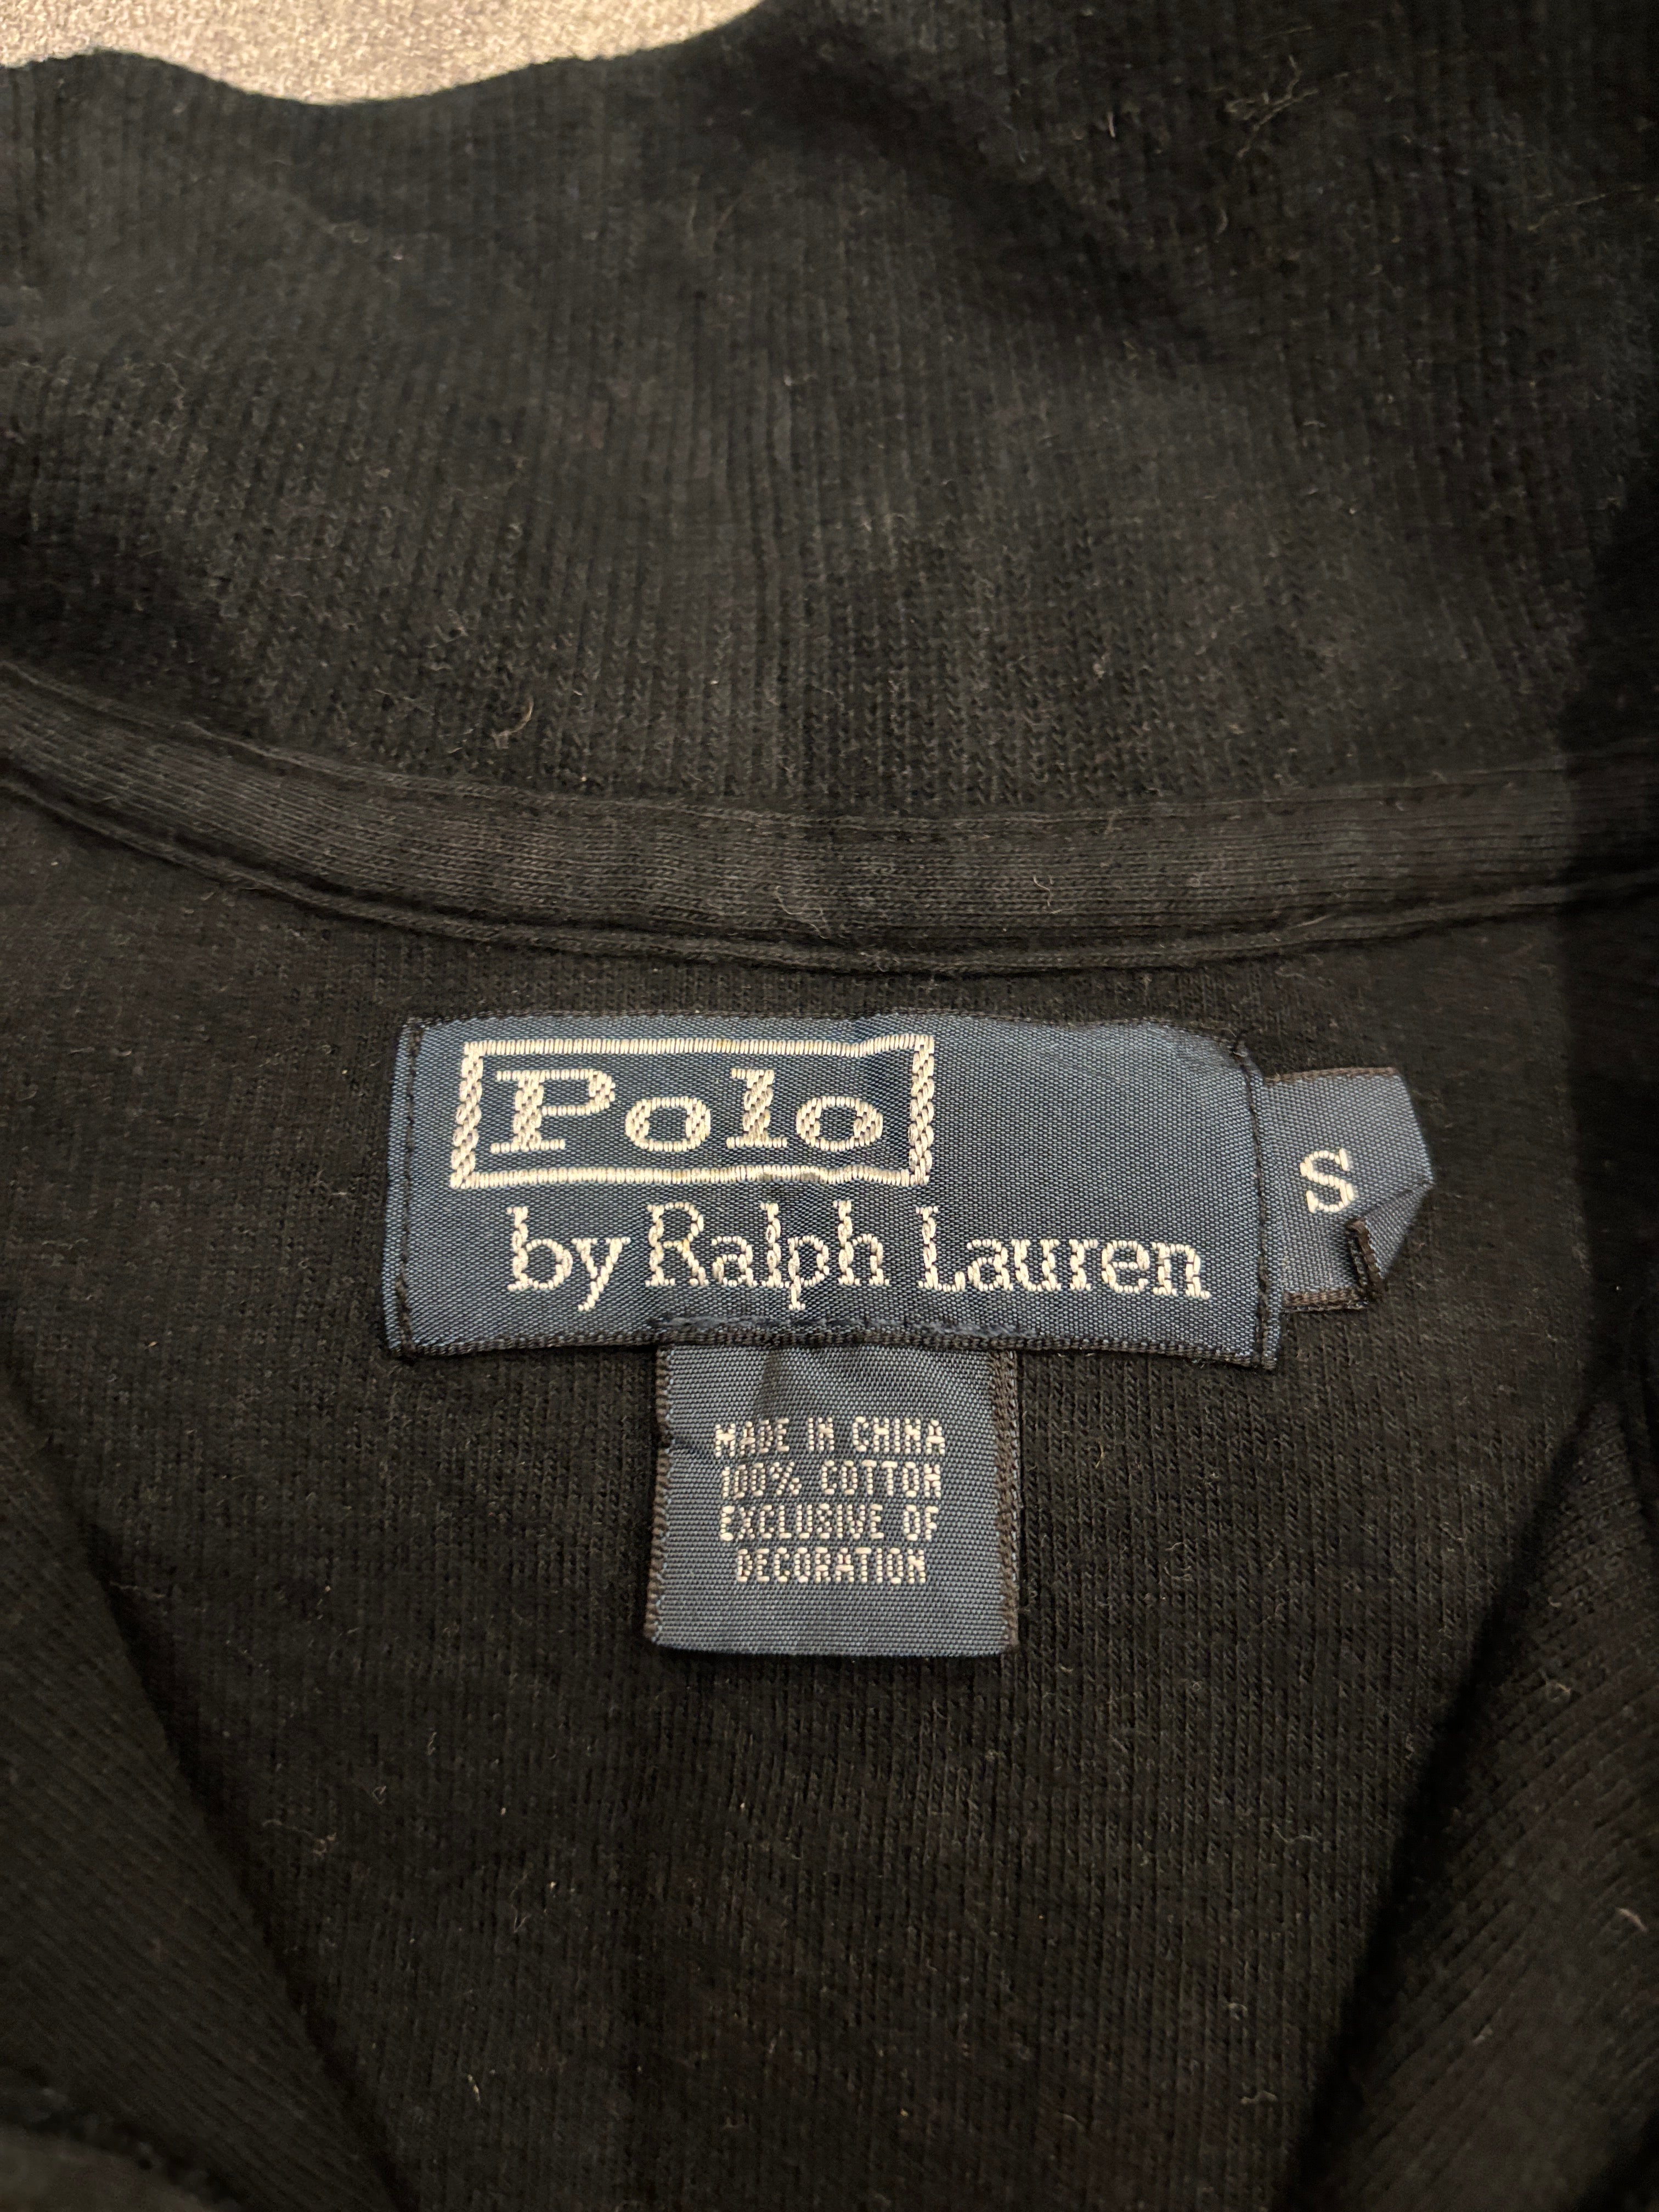 Polo
by Ralph Lauren
S
MADE IN CHINA
100% COTTON
EXCLUSIVE OF
DECORATION